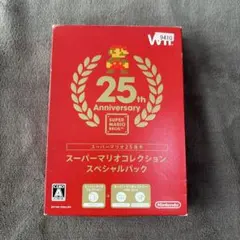 Wii
9410
25th
Anniversary
SUPER
MARIO
BROS.
スーパーマリオ25周年
スーパーマリオコレクション
スペシャルパック
A
Nintendo